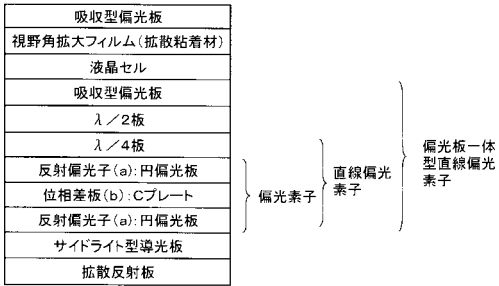 吸収型偏光板
視野角拡大フィルム(拡散粘着材)
液晶セル
吸収型偏光板
λ/2板
λ/4板
反射偏光子(a):円偏光板
位相差板(b):Cプレート
反射偏光子(a):円偏光板
サイドライト型導光板
拡散反射板
偏光素子
直線偏光
素子
偏光板一体
型直線偏光
素子